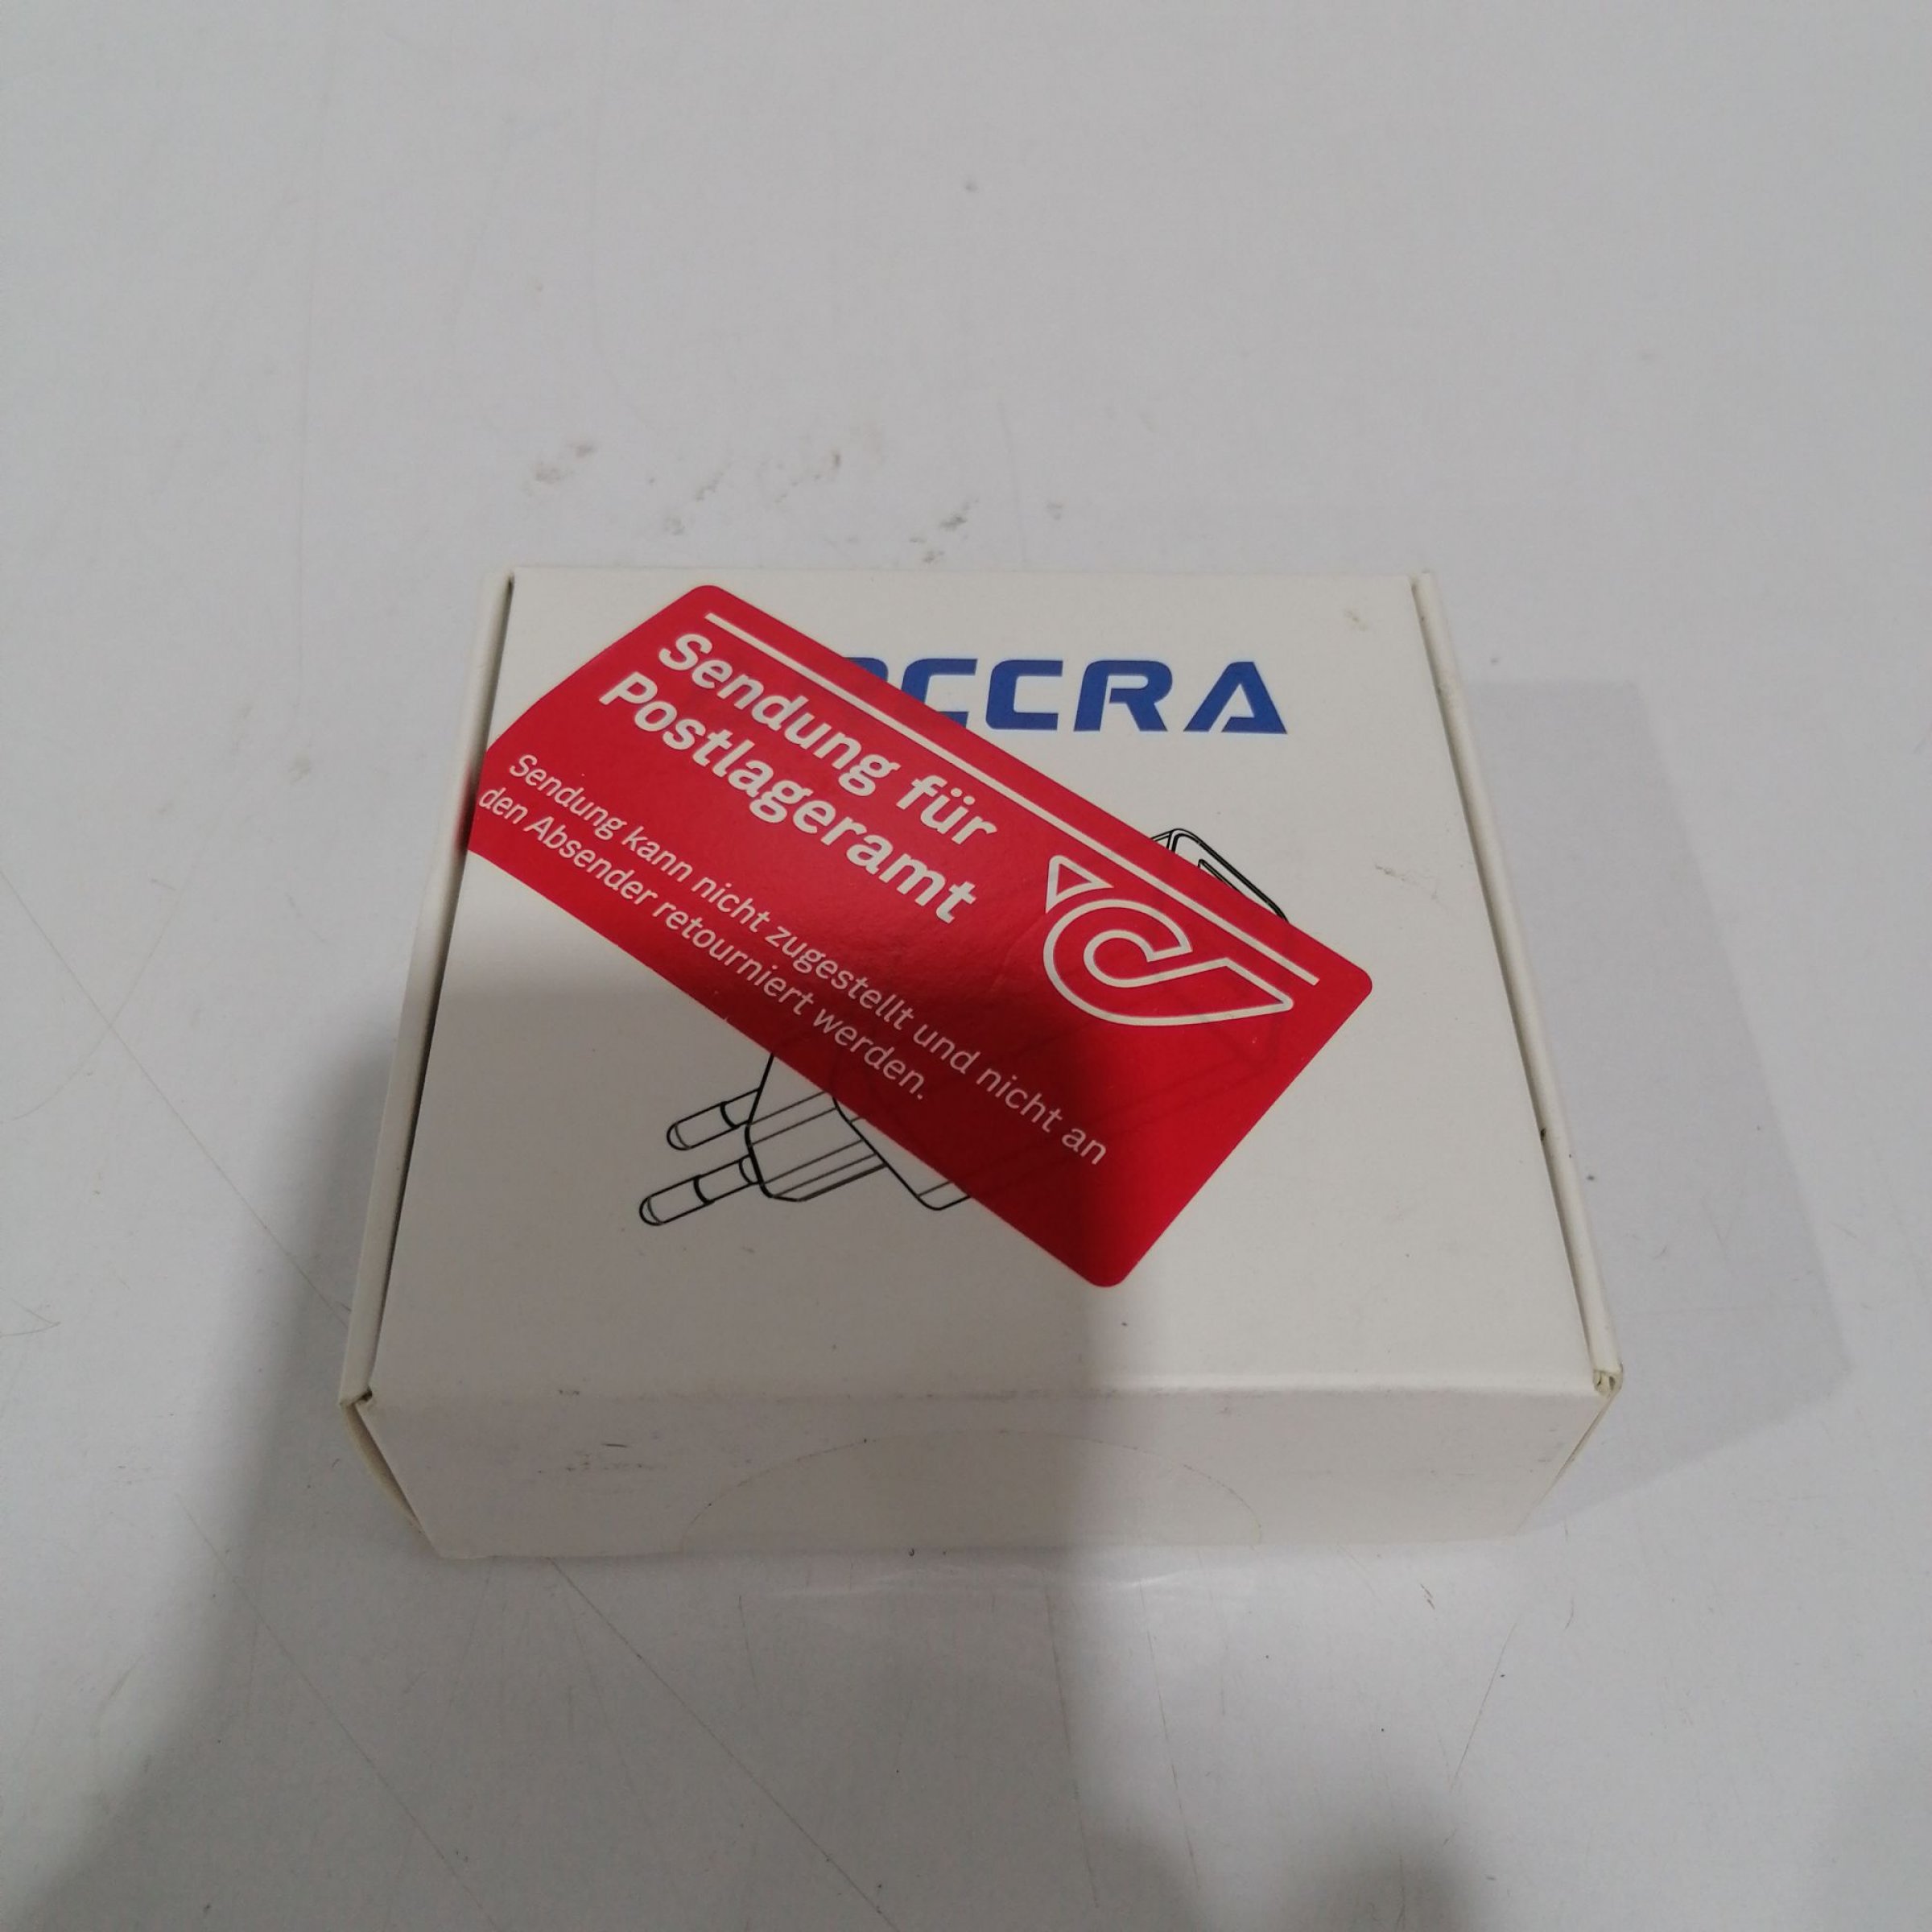 CCRA
Sendung für
Postlageramt
Sendung kann nicht zugestellt und nicht an
den Absender retourniert werden.